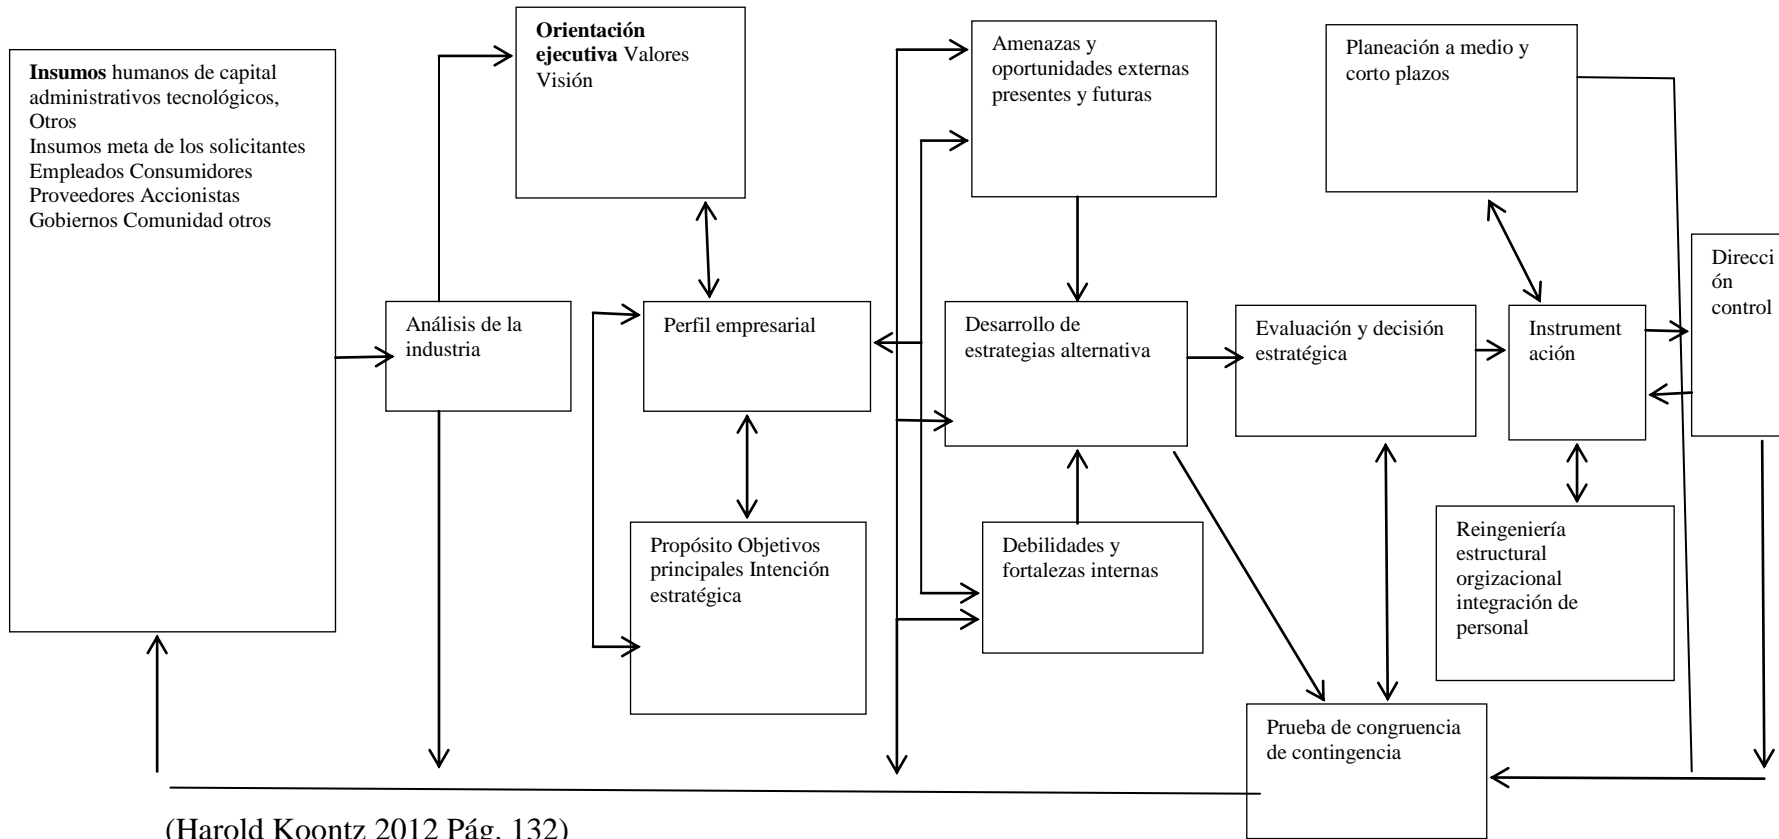 Insumos humanos de capital
administrativos tecnológicos,
Otros
Insumos meta de los solicitantes
Empleados Consumidores
Proveedores Accionistas
Gobiernos Comunidad otros
Análisis de la
industria
Orientación
ejecutiva Valores
Visión
Perfil empresarial
Propósito Objetivos
principales Intención
estratégica
Amenazas y
oportunidades externas
presentes y futuras
Desarrollo de
estrategias alternativa
Debilidades y
fortalezas internas
Evaluación y decisión
estratégica
Prueba de congruencia
de contingencia
Planeación a medio y
corto plazos
Instrument
ación
Reingeniería
estructural
orgizacional
integración de
personal
Direcci
ón
control
(Harold Koontz 2012 Pág. 132)